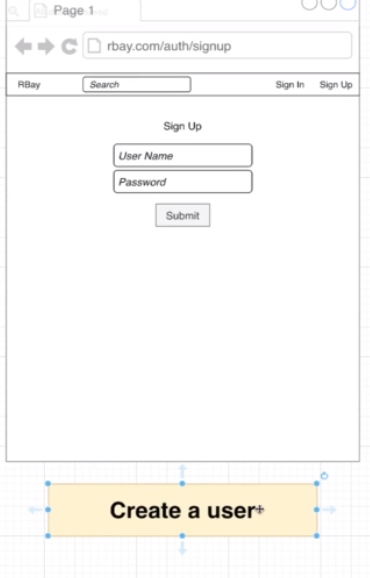 Page 1
rbay.com/auth/signup
RBay Search Sign In Sign Up
Sign Up
User Name
Password
Submit
Create a user